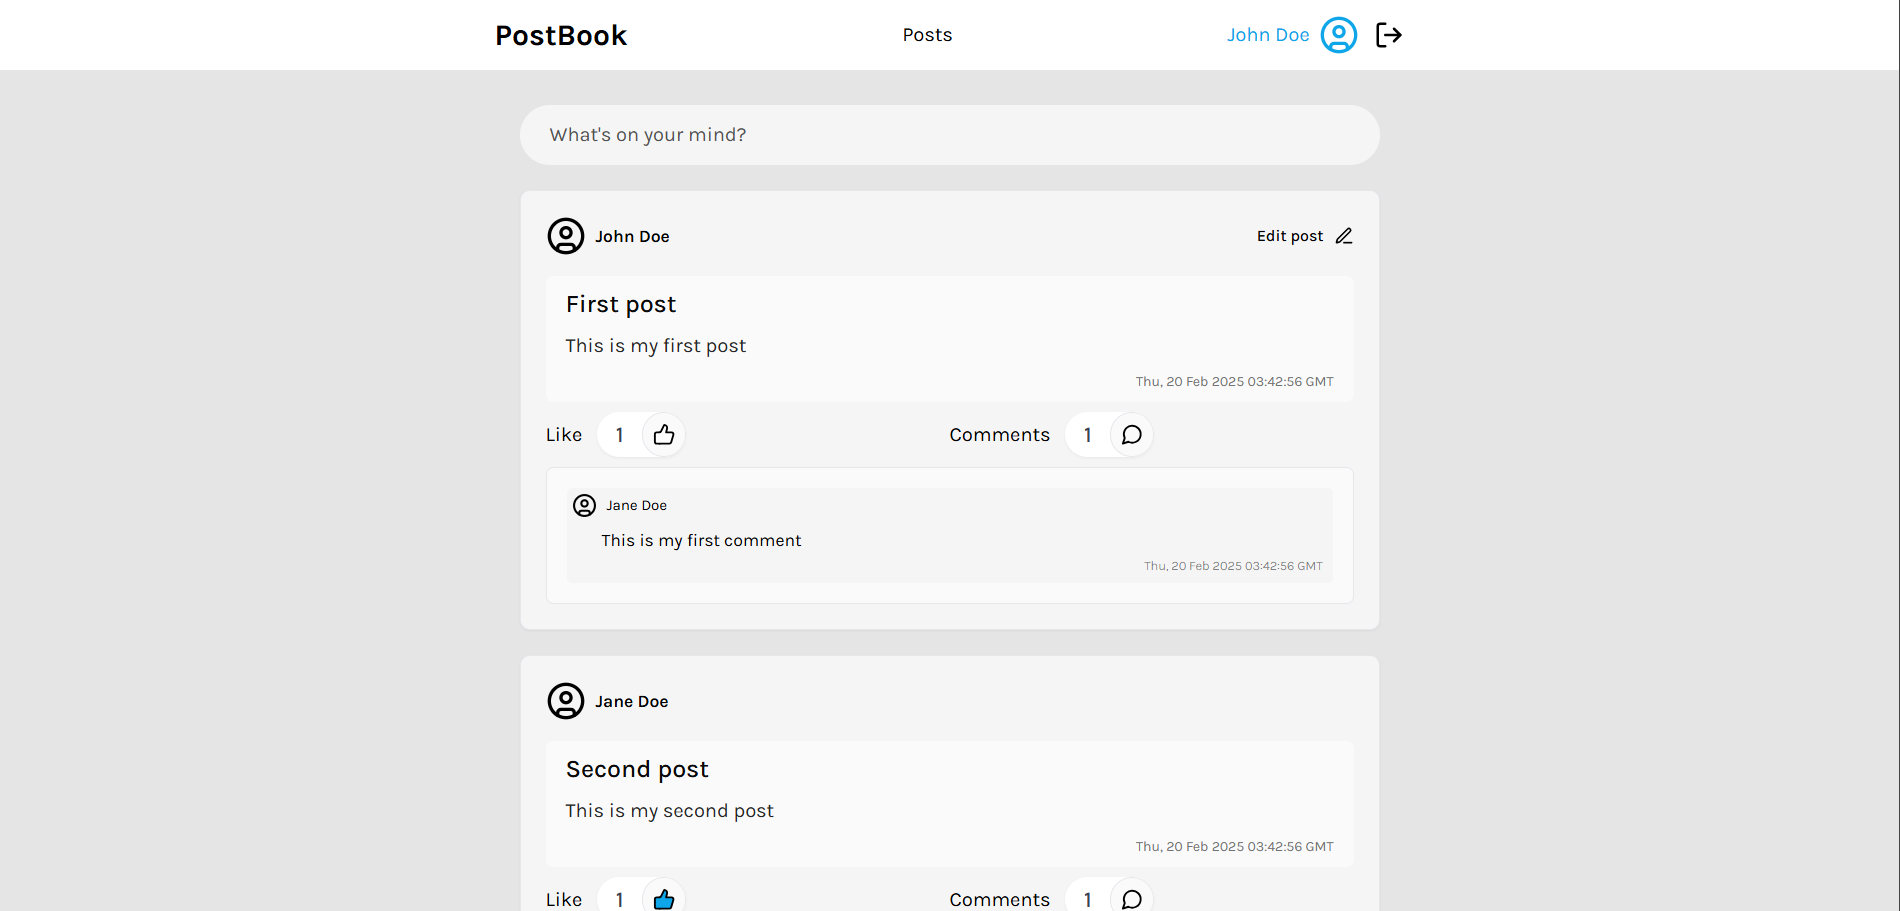 PostBook Posts John Doe
What's on your mind?
John Doe Edit post
First post
This is my first post
Thu, 20 Feb 2025 03:42:56 GMT
Like 1 Comments 1
Jane Doe
This is my first comment
Thu, 20 Feb 2025 03:42:56 GMT
Jane Doe
Second post
This is my second post
Thu, 20 Feb 2025 03:42:56 GMT
Like 1 Comments 1